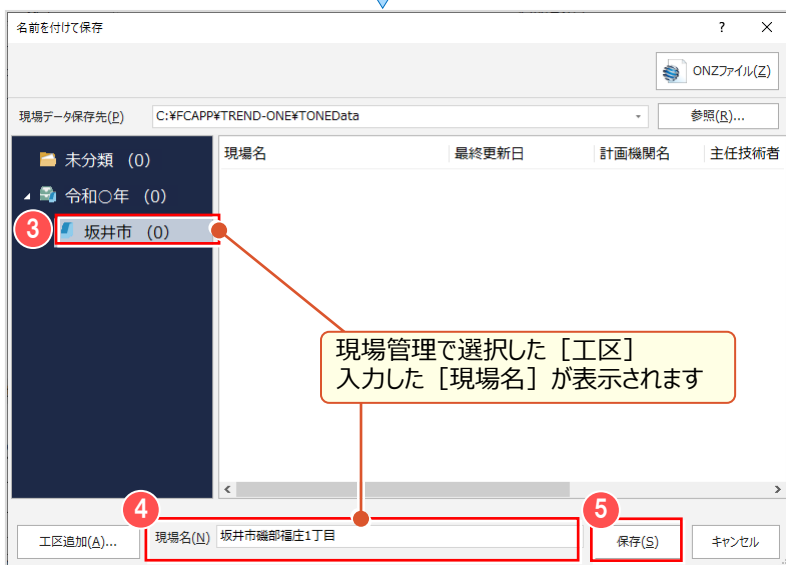 名前を付けて保存
ONZファイル(Z)
現場データ保存先(P) C:¥FCAPP¥TREND-ONE¥TONEData 参照(R)...
未分類 (0)
現場名 最終更新日 計画機関名 主任技術者
令和○年 (0)
3 坂井市 (0)
現場管理で選択した［工区］
入力した［現場名］が表示されます
4 5
工区追加(A)... 現場名(N) 坂井市磯部福庄1丁目 保存(S) キャンセル